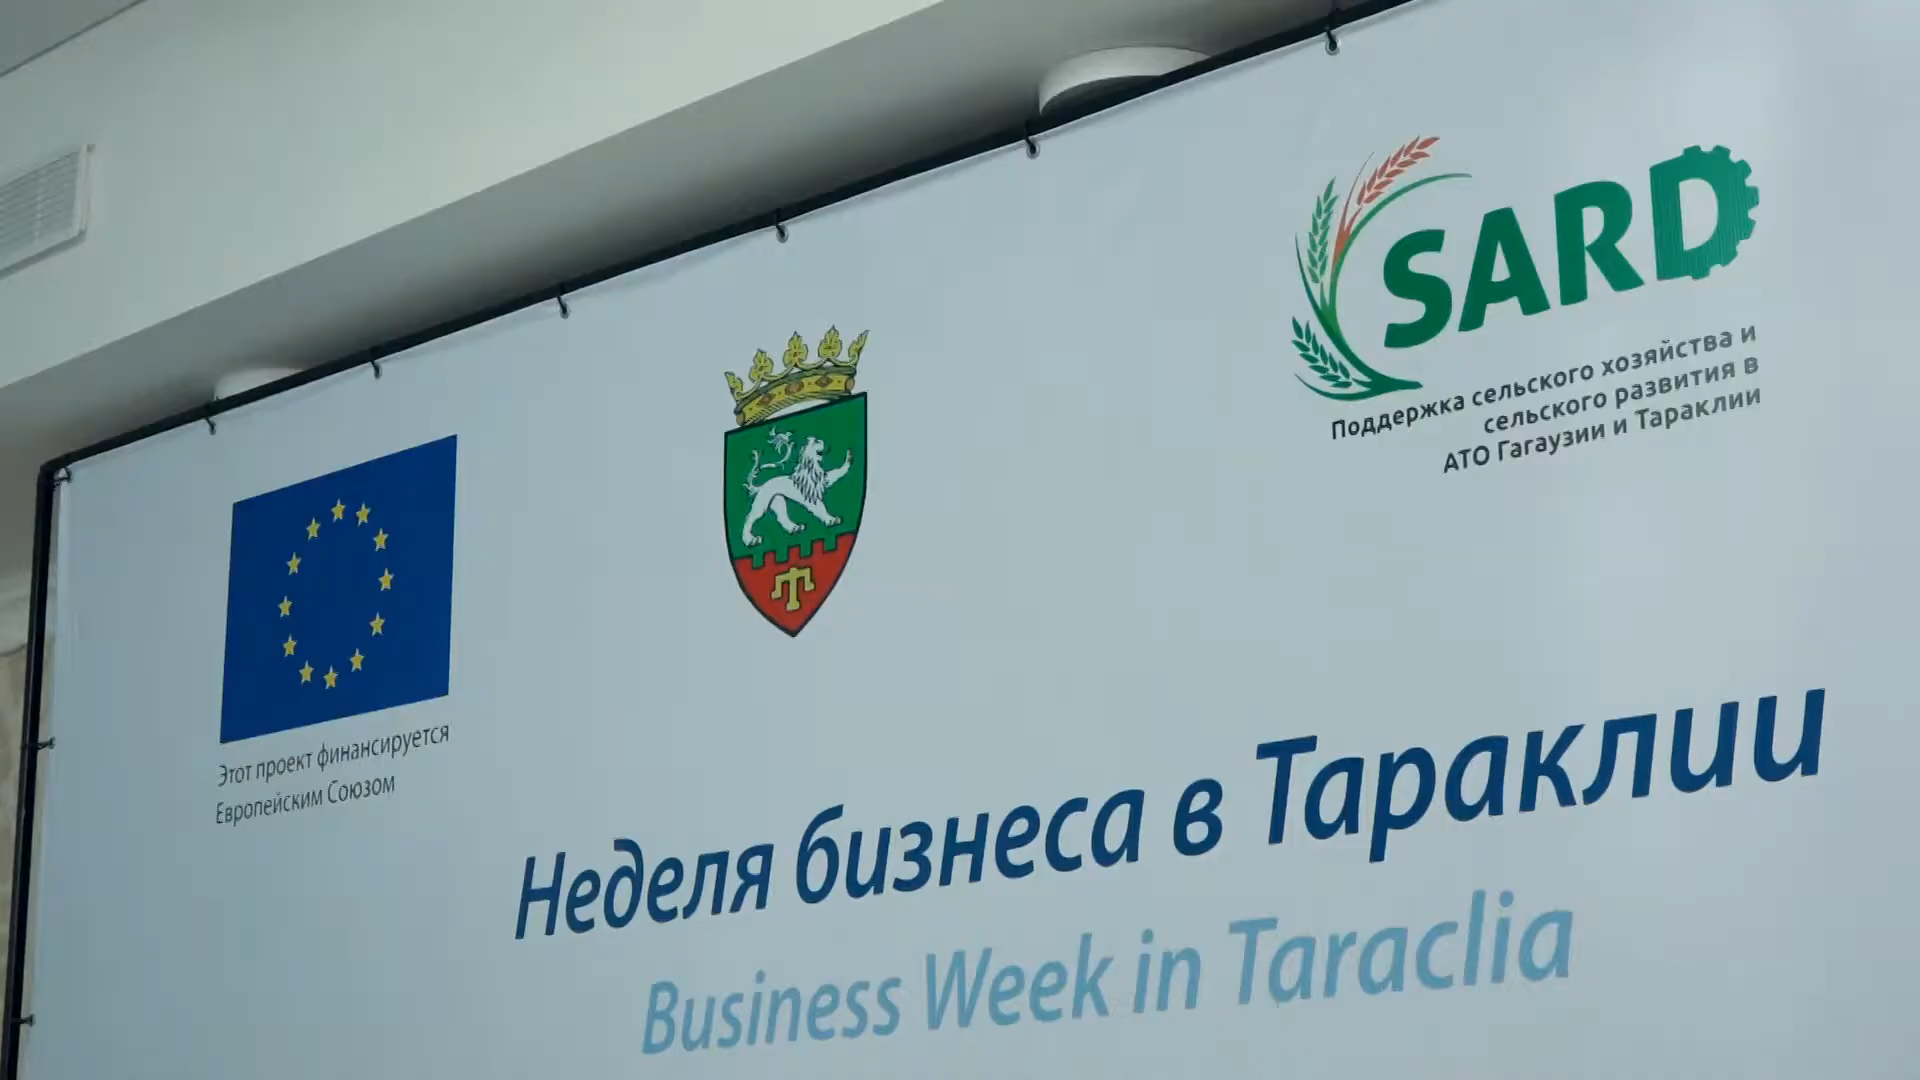 SARD
Поддержка сельского хозяйства и
сельского развития в
АТО Гагаузии и Тараклии
Этот проект финансируется
Европейским Союзом
Неделя бизнеса в Тараклии
Business Week in Taraclia